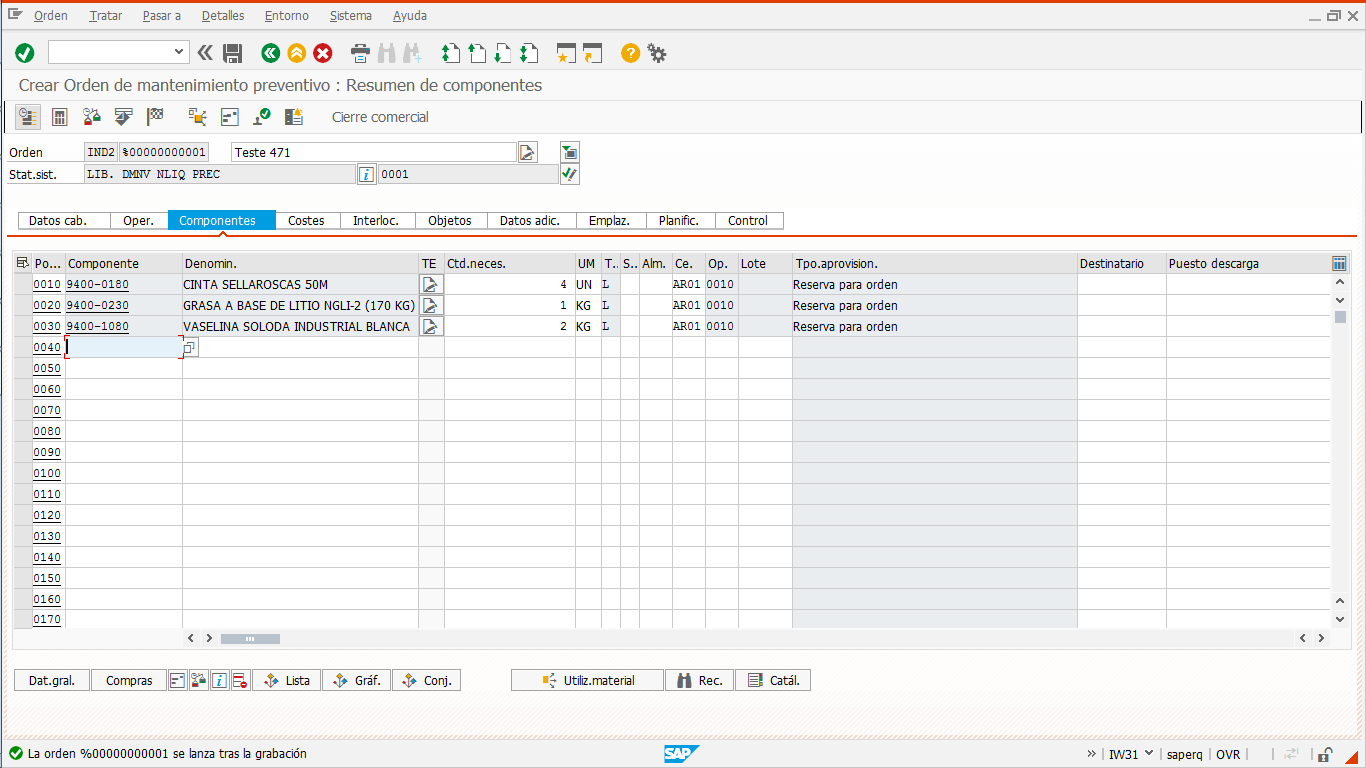 Orden Tratar Pasar a Detalles Entorno Sistema Ayuda
Crear Orden de mantenimiento preventivo : Resumen de componentes
Cierre comercial
Orden IND2 %00000000001 Teste 471
Stat.sist. LIB. DMNV NLIQ PREC 0001
Datos cab. Oper. Componentes Costes Interloc. Objetos Datos adic. Emplaz. Planific. Control
Po... Componente Denomin. TE Ctd.neces. UM T.. S.. Alm. Ce. Op. Lote Tpo.aprovision. Destinatario Puesto descarga
0010 9400-0180 CINTA SELLAROSCAS 50M 4 UN L AR01 0010 Reserva para orden
0020 9400-0230 GRASA A BASE DE LITIO NGLI-2 (170 KG) 1 KG L AR01 0010 Reserva para orden
0030 9400-1080 VASELINA SOLODA INDUSTRIAL BLANCA 2 KG L AR01 0010 Reserva para orden
0040
0050
0060
0070
0080
0090
0100
0110
0120
0130
0140
0150
0160
0170
Dat.gral. Compras Lista Gráf. Conj. Utiliz.material Rec. Catál.
La orden %00000000001 se lanza tras la grabación SAP IW31 saperq OVR